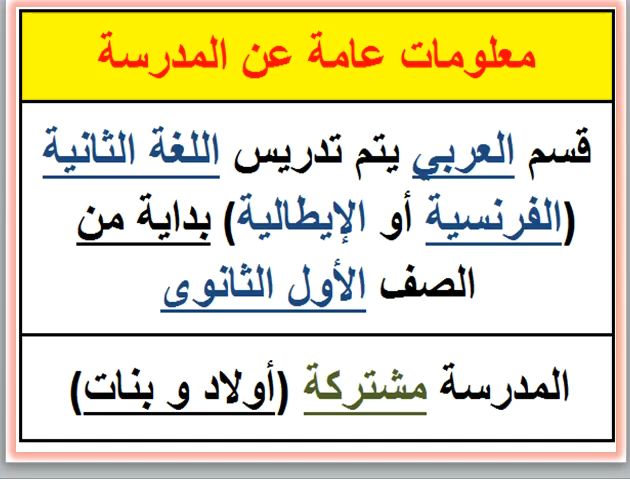 معلومات عامة عن المدرسة
قسم العربي يتم تدريس اللغة الثانية
(الفرنسية أو الإيطالية) بداية من
الصف الأول الثانوى
المدرسة مشتركة (أولاد و بنات)